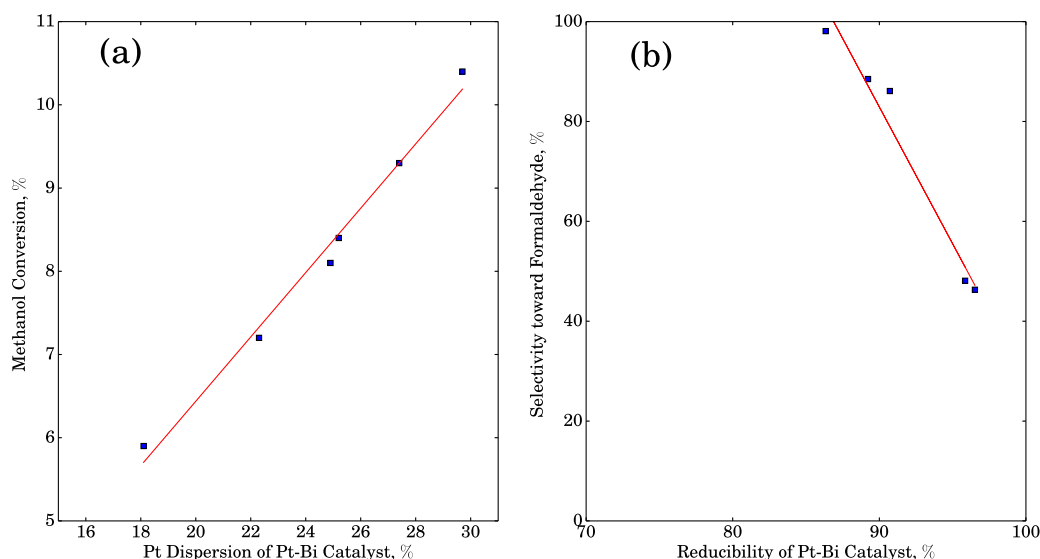 (a)
Methanol Conversion, %
11
10
9
8
7
6
5
16 18 20 22 24 26 28 30
Pt Dispersion of Pt-Bi Catalyst, %
(b)
Selectivity toward Formaldehyde, %
100
80
60
40
20
0
70 80 90 100
Reducibility of Pt-Bi Catalyst, %